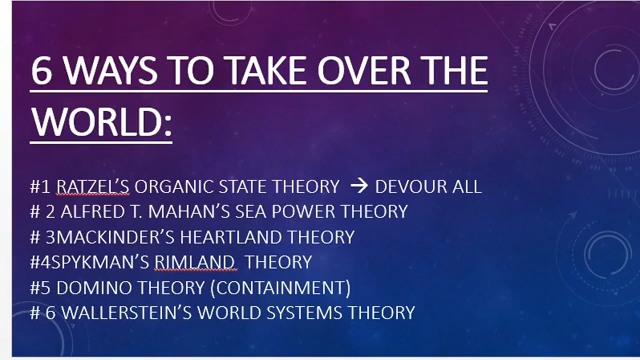 6 WAYS TO TAKE OVER THE
WORLD:
#1 RATZEL'S ORGANIC STATE THEORY → DEVOUR ALL
# 2 ALFRED T. MAHAN'S SEA POWER THEORY
# 3MACKINDER'S HEARTLAND THEORY
#4SPYKMAN'S RIMLAND  THEORY
#5 DOMINO THEORY (CONTAINMENT)
# 6 WALLERSTEIN'S WORLD SYSTEMS THEORY